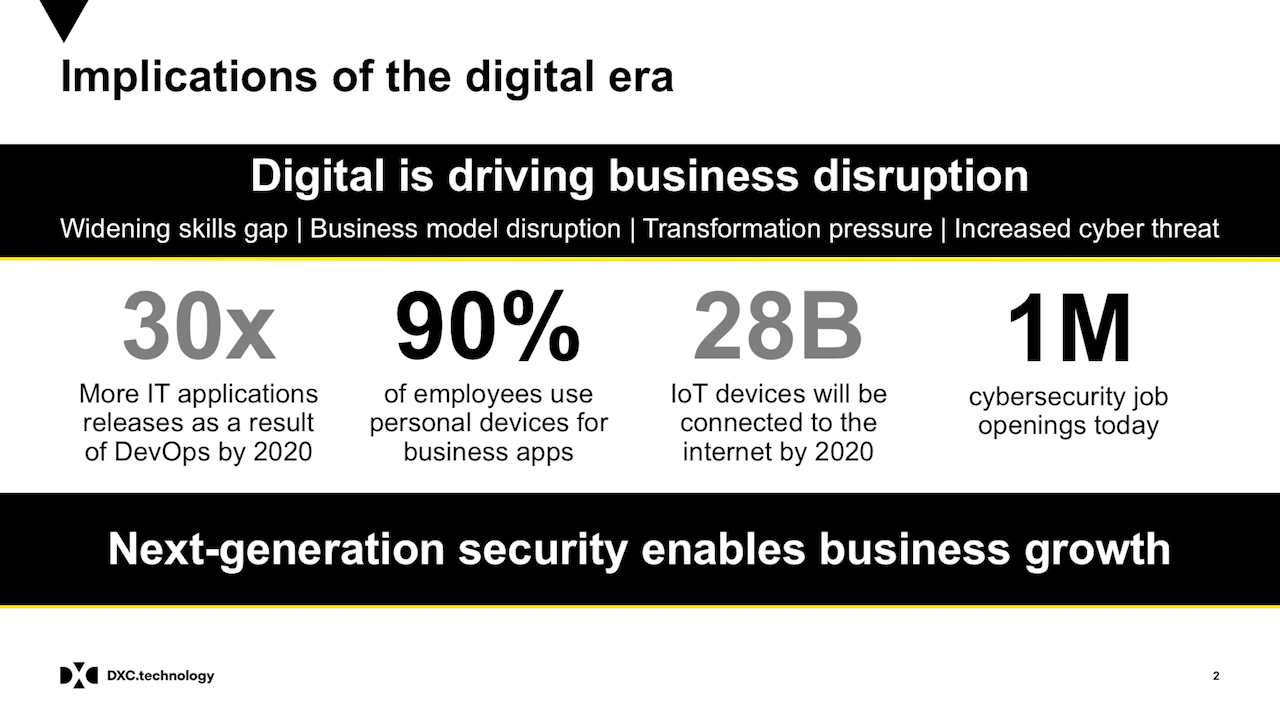 Implications of the digital era
Digital is driving business disruption
Widening skills gap | Business model disruption | Transformation pressure | Increased cyber threat
30x
More IT applications
releases as a result
of DevOps by 2020
90%
of employees use
personal devices for
business apps
28B
IoT devices will be
connected to the
internet by 2020
1M
cybersecurity job
openings today
Next-generation security enables business growth
DXC.technology
2